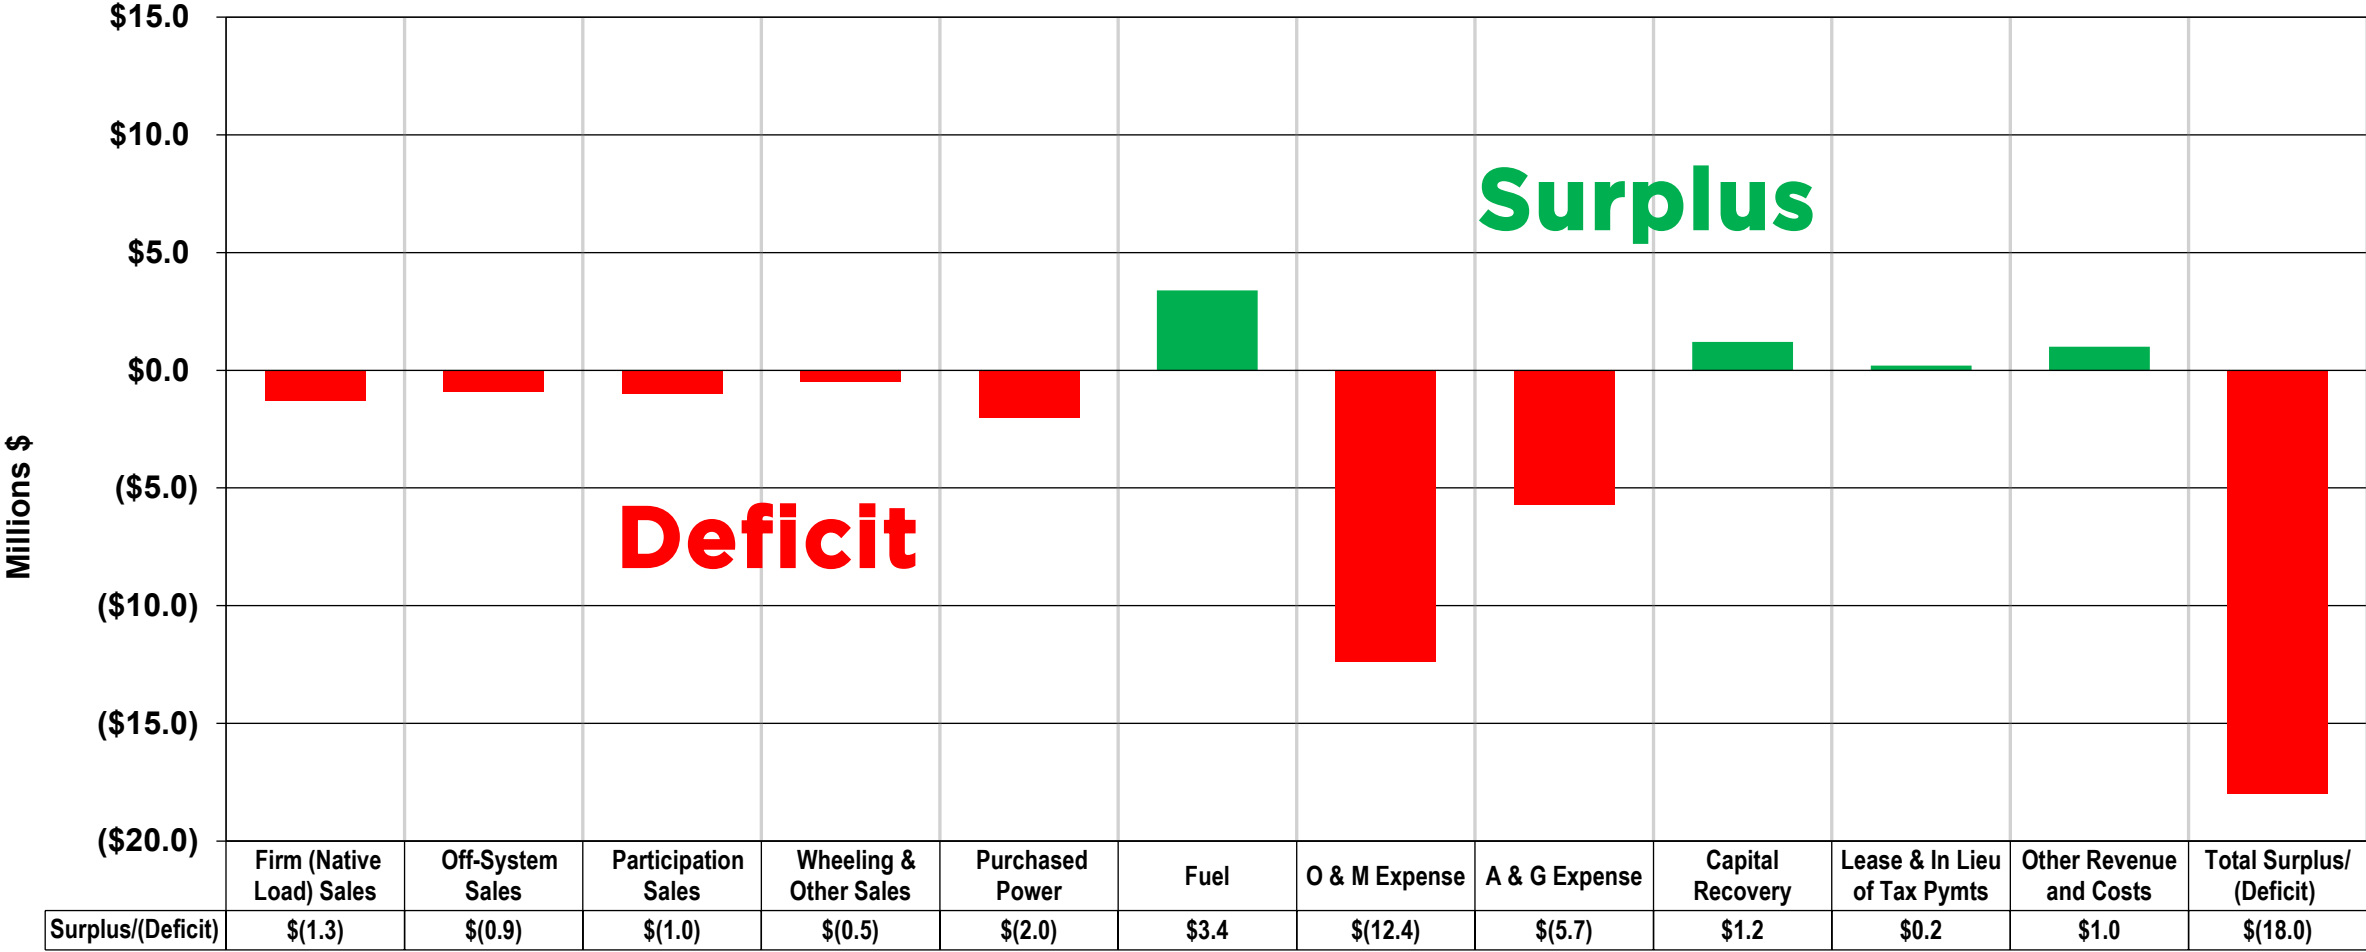 $15.0
$10.0
$5.0
$0.0
($5.0)
($10.0)
($15.0)
($20.0)
Millions $
Surplus
Deficit
Firm (Native Load) Sales
Off-System Sales
Participation Sales
Wheeling & Other Sales
Purchased Power
Fuel
O & M Expense
A & G Expense
Capital Recovery
Lease & In Lieu of Tax Pymts
Other Revenue and Costs
Total Surplus/ (Deficit)
Surplus/(Deficit) $(1.3) $(0.9) $(1.0) $(0.5) $(2.0) $3.4 $(12.4) $(5.7) $1.2 $0.2 $1.0 $(18.0)